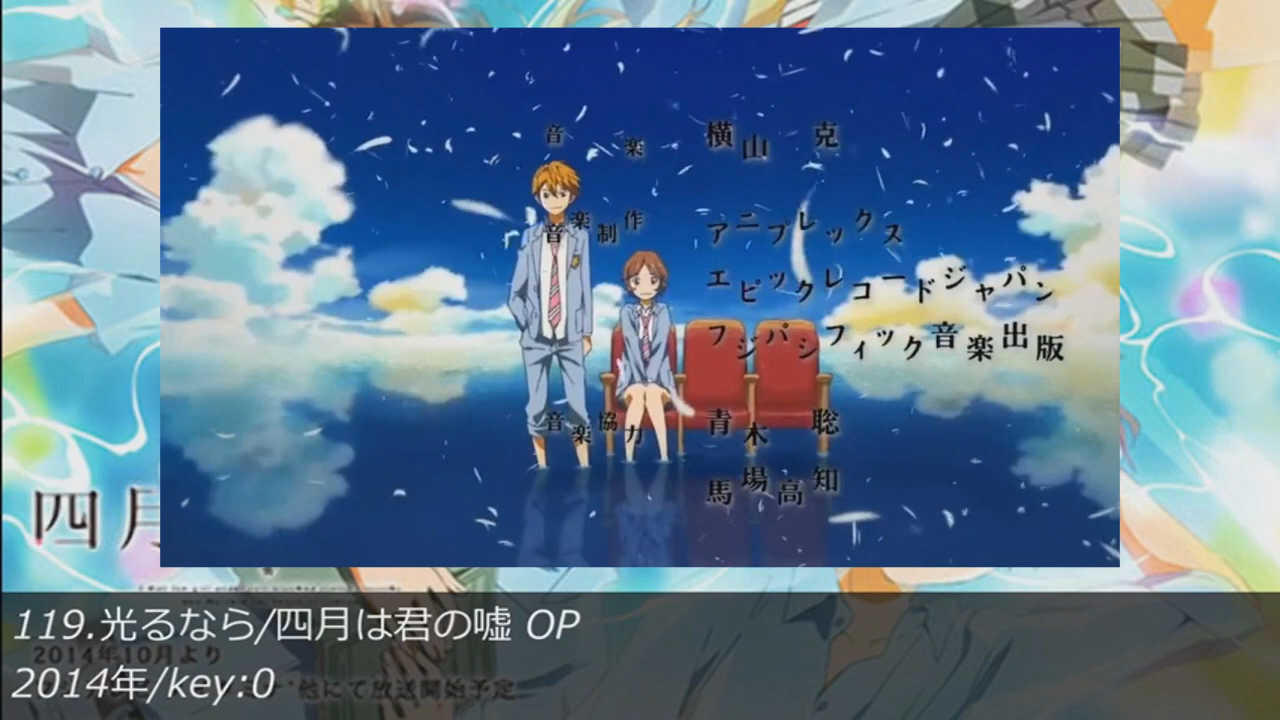 音楽 横山 克
音楽制作 アニプレックス
エピックレコードジャパン
フジパシフィック音楽出版
音楽協力 青木 聡
馬場高知
四月
119.光るなら/四月は君の嘘 OP
2014年10月より
2014年/key:0
他にて放送開始予定